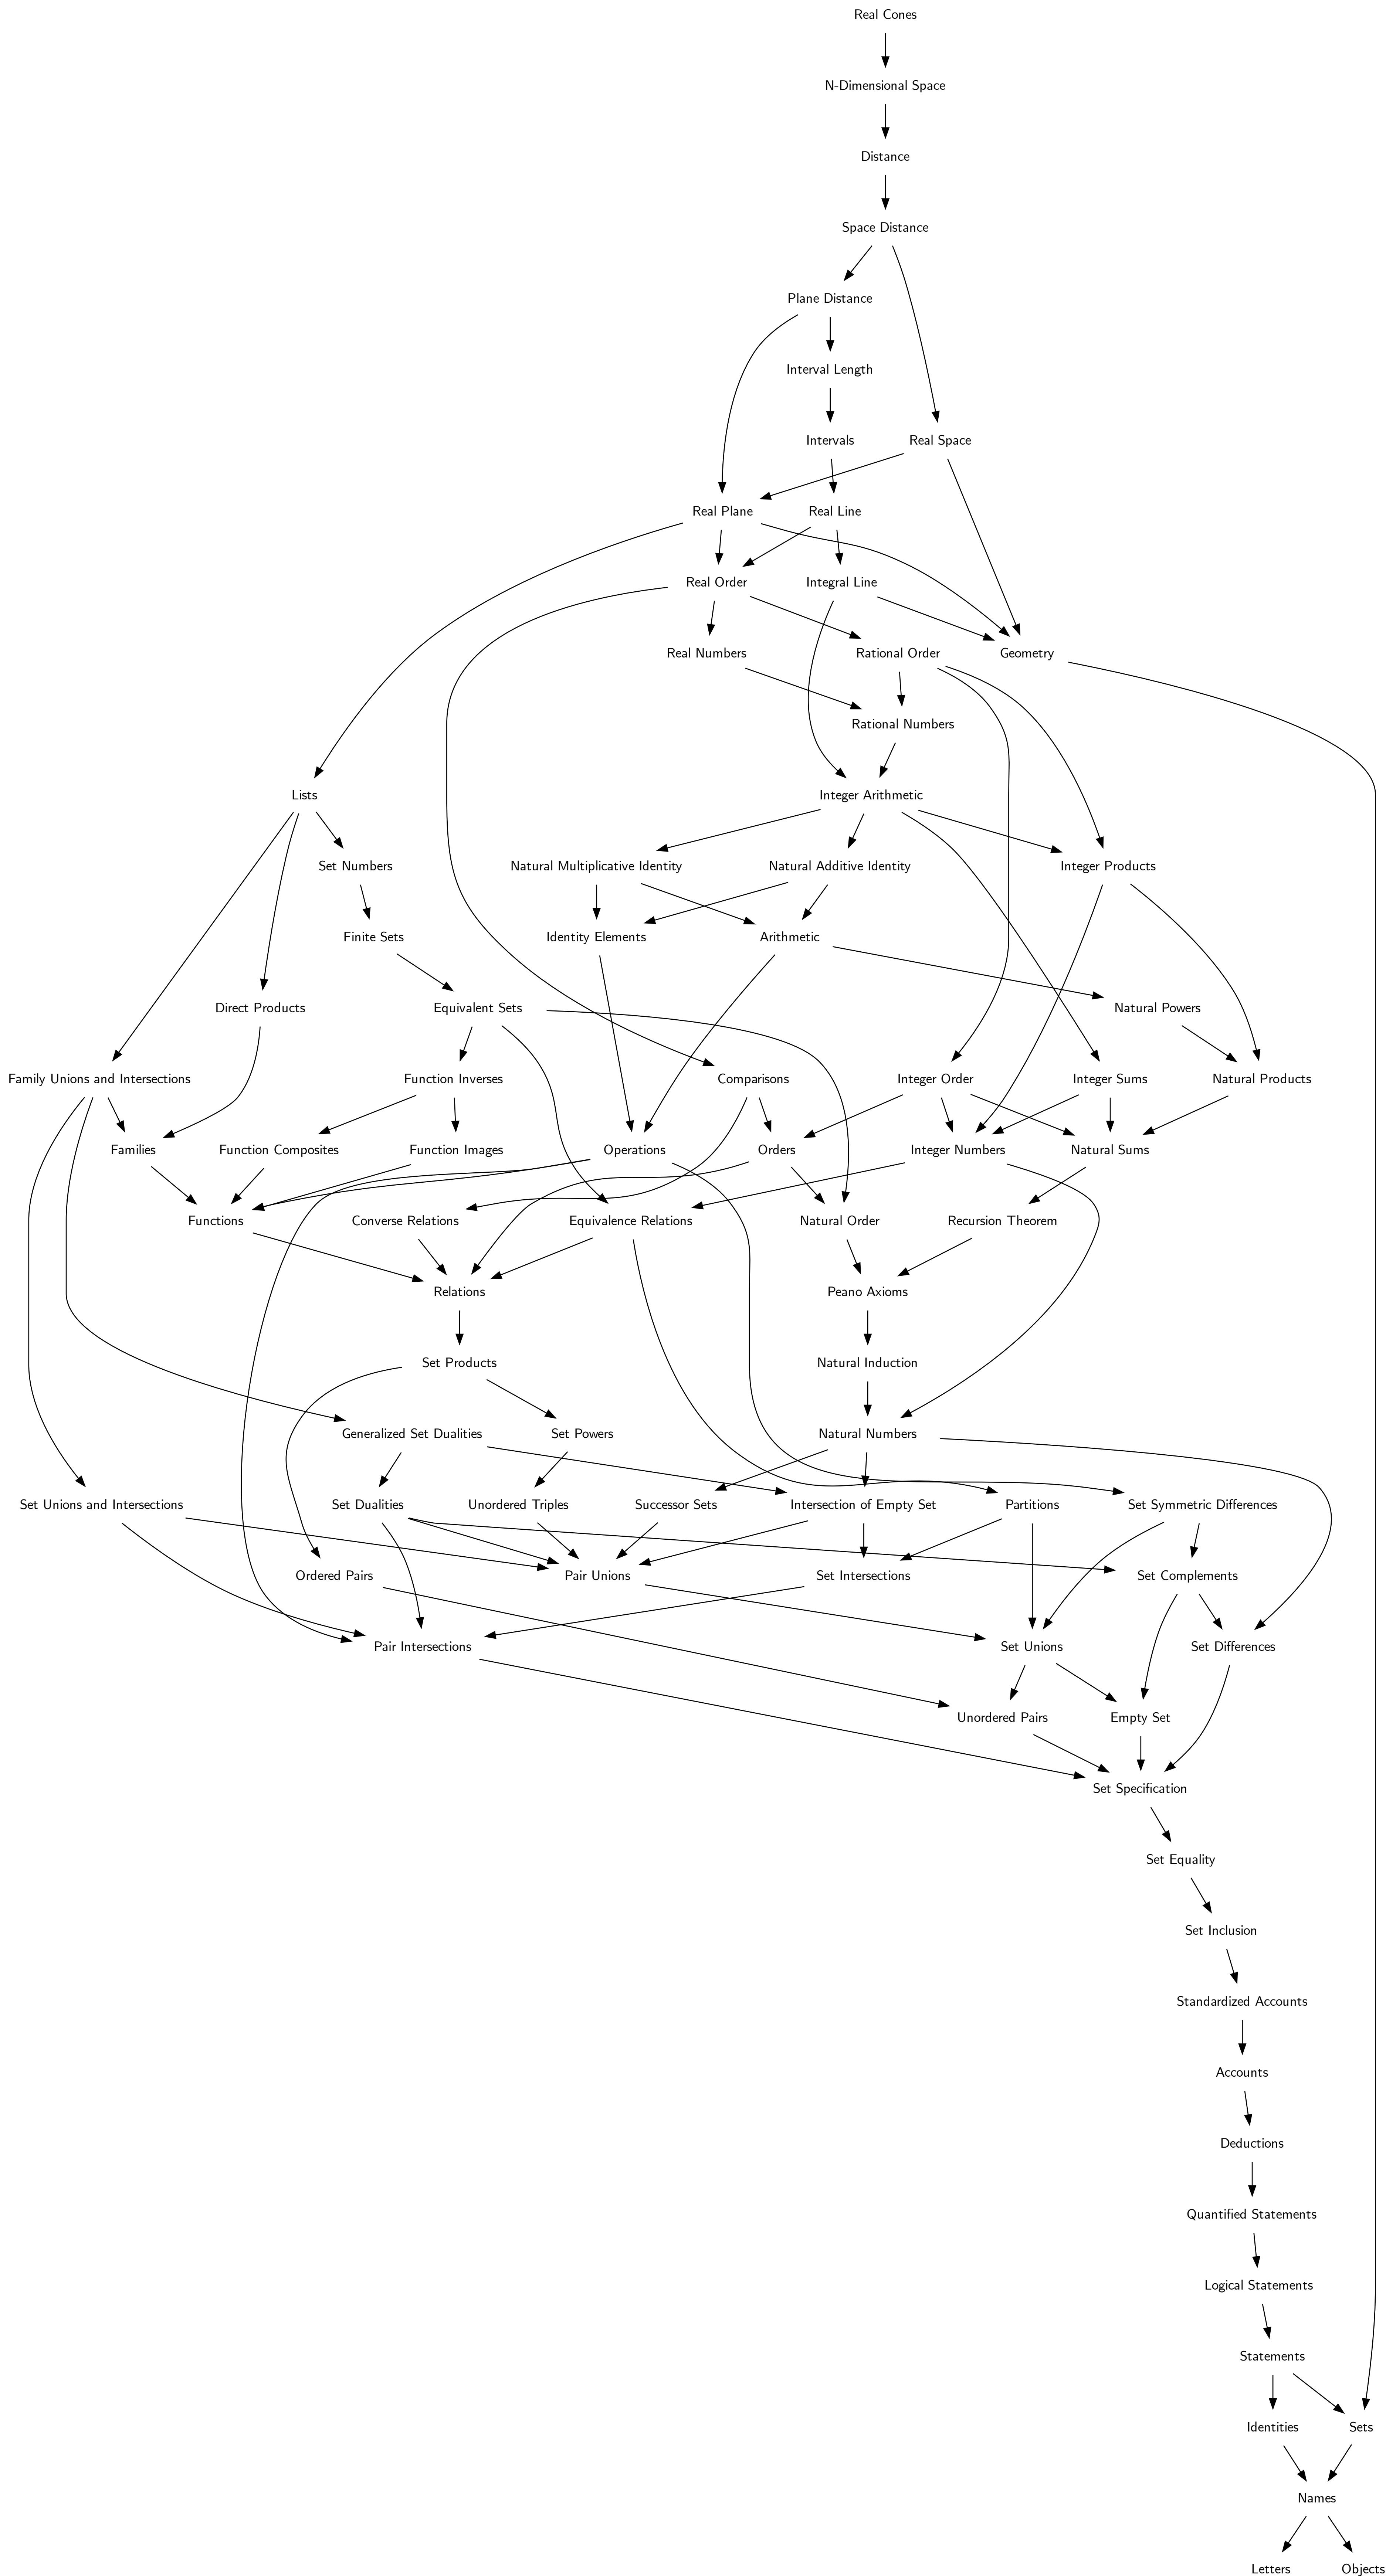 Real Cones
N-Dimensional Space
Distance
Space Distance
Plane Distance
Interval Length
Intervals
Real Space
Real Plane
Real Line
Real Order
Integral Line
Real Numbers
Rational Order
Geometry
Rational Numbers
Lists
Integer Arithmetic
Set Numbers
Natural Multiplicative Identity
Natural Additive Identity
Integer Products
Finite Sets
Identity Elements
Arithmetic
Direct Products
Equivalent Sets
Natural Powers
Family Unions and Intersections
Function Inverses
Comparisons
Integer Order
Integer Sums
Natural Products
Families
Function Composites
Function Images
Operations
Orders
Integer Numbers
Natural Sums
Functions
Converse Relations
Equivalence Relations
Natural Order
Recursion Theorem
Relations
Peano Axioms
Set Products
Natural Induction
Generalized Set Dualities
Set Powers
Natural Numbers
Set Unions and Intersections
Set Dualities
Unordered Triples
Successor Sets
Intersection of Empty Set
Partitions
Set Symmetric Differences
Ordered Pairs
Pair Unions
Set Intersections
Set Complements
Pair Intersections
Set Unions
Set Differences
Unordered Pairs
Empty Set
Set Specification
Set Equality
Set Inclusion
Standardized Accounts
Accounts
Deductions
Quantified Statements
Logical Statements
Statements
Identities
Sets
Names
Letters
Objects